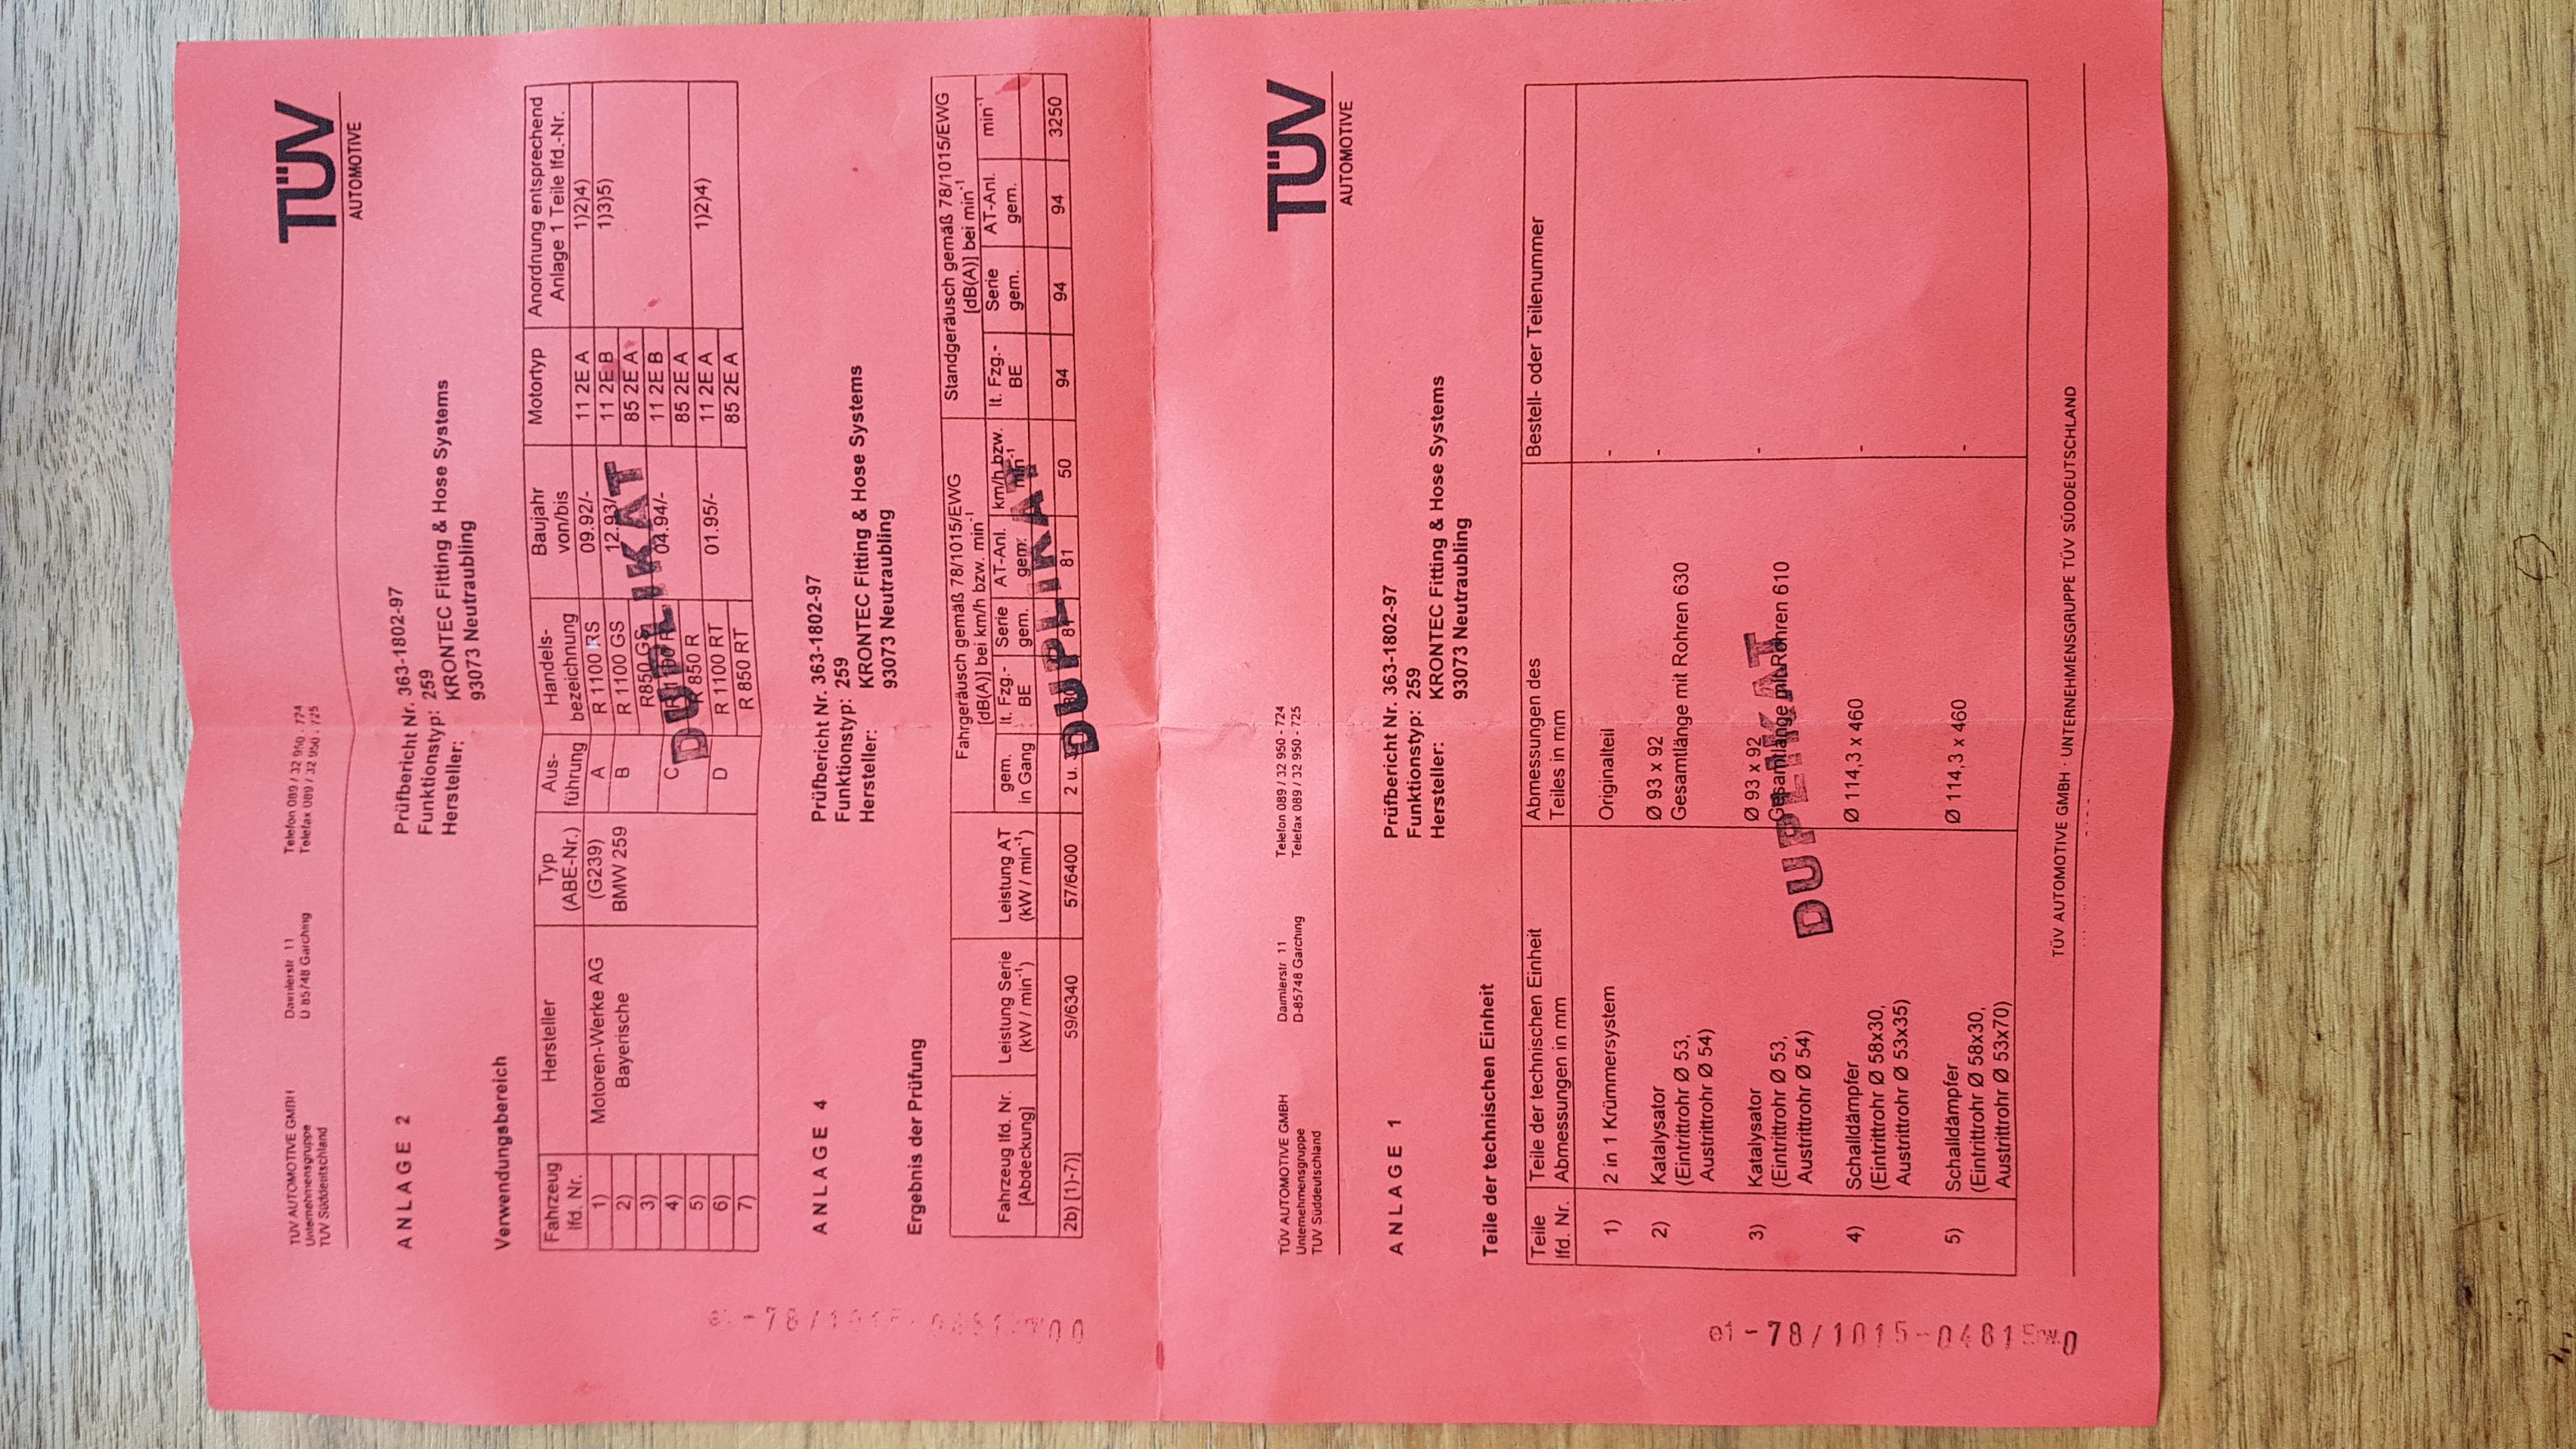 TÜV AUTOMOTIVE GMBH
Unternehmensgruppe
TÜV Süddeutschland
Daimlerstr 11
D 85748 Garching
Telefon 089 / 32 950 - 724
Telefax 089 / 32 950 - 725
TÜV
AUTOMOTIVE
ANLAGE 2
Prüfbericht Nr. 363-1802-97
Funktionstyp: 259
Hersteller: KRONTEC Fitting & Hose Systems
93073 Neutraubling
Verwendungsbereich
Fahrzeug lfd. Nr. Hersteller Typ (ABE-Nr.) Aus-führung Handels-bezeichnung Baujahr von/bis Motortyp Anordnung entsprechend Anlage 1 Teile lfd.-Nr.
1) Motoren-Werke AG (G239) A R 1100 RS 09.92/- 11 2E A 1)2)4)
2) Bayerische BMW 259 B R 1100 GS 12.93/ 11 2E B 1)3)5)
3) R850 GS 85 2E A
4) C 04.94/- 11 2E B
5) R 850 R 85 2E A
6) D R 1100 RT 01.95/- 11 2E A 1)2)4)
7) R 850 RT 85 2E A
DUPLIKAT
ANLAGE 4
Prüfbericht Nr. 363-1802-97
Funktionstyp: 259
Hersteller: KRONTEC Fitting & Hose Systems
93073 Neutraubling
Ergebnis der Prüfung
Fahrzeug lfd. Nr. [Abdeckung] Leistung Serie (kW / min-1) Leistung AT (kW / min-1) Fahrgeräusch gemäß 78/1015/EWG [dB(A)] bei km/h bzw. min-1 Standgeräusch gemäß 78/1015/EWG [dB(A)] bei min-1
gem. in Gang lt. Fzg.-BE Serie gem. AT-Anl. gem. km/h bzw. min-1 lt. Fzg.-BE Serie gem. AT-Anl. gem. min-1
2b) [1)-7)] 59/6340 57/6400 2 u. 81 50 94 94 94 3250
DUPLIKAT
e1-78/1015-
TÜV AUTOMOTIVE GMBH
Unternehmensgruppe
TÜV Süddeutschland
Daimlerstr 11
D-85748 Garching
Telefon 089 / 32 950 - 724
Telefax 089 / 32 950 - 725
TÜV
AUTOMOTIVE
ANLAGE 1
Prüfbericht Nr. 363-1802-97
Funktionstyp: 259
Hersteller: KRONTEC Fitting & Hose Systems
93073 Neutraubling
Teile der technischen Einheit
Teile lfd. Nr. Teile der technischen Einheit Abmessungen in mm Abmessungen des Teiles in mm Bestell- oder Teilenummer
1) 2 in 1 Krümmersystem Originalteil -
2) Katalysator Ø 93 x 92 -
(Eintrittrohr Ø 53, Gesamtlänge mit Rohren 630
Austrittrohr Ø 54)
3) Katalysator Ø 93 x 92 -
(Eintrittrohr Ø 53, Gesamtlänge mit Rohren 610
Austrittrohr Ø 54)
4) Schalldämpfer Ø 114,3 x 460 -
(Eintrittrohr Ø 58x30,
Austrittrohr Ø 53x35)
5) Schalldämpfer Ø 114,3 x 460 -
(Eintrittrohr Ø 58x30,
Austrittrohr Ø 53x70)
DUPLIKAT
e1-78/1015-0481
TÜV AUTOMOTIVE GMBH · UNTERNEHMENSGRUPPE TÜV SÜDDEUTSCHLAND